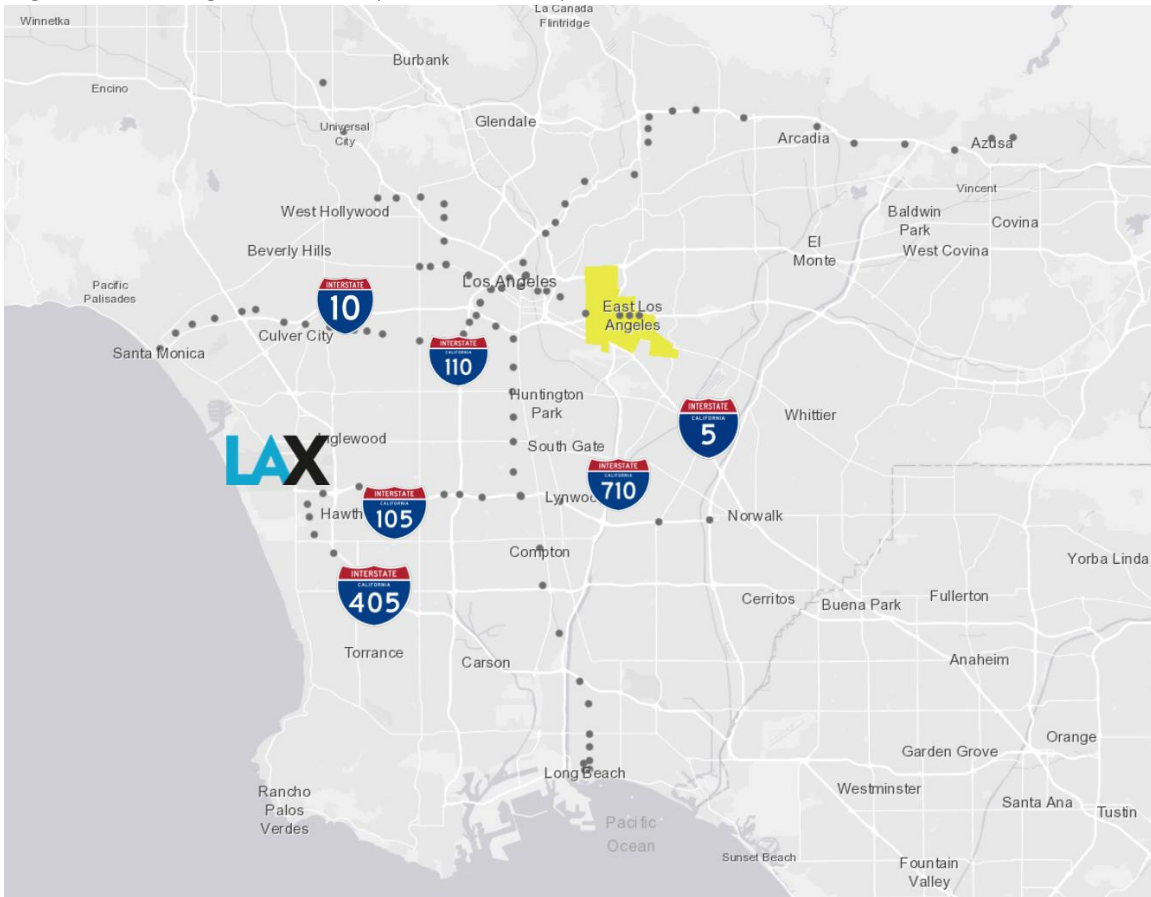 Winnetka
La Canada
Flintridge
Burbank
Encino
Universal
City
Glendale
Arcadia
Azusa
Vincent
West Hollywood
Baldwin
Park
Covina
Beverly Hills
El
Monte
West Covina
Pacific
Palisades
Los Angeles
INTERSTATE
10
East Los
Angeles
Culver City
Santa Monica
INTERSTATE
CALIFORNIA
110
Huntington
Park
INTERSTATE
CALIFORNIA
5
Whittier
Inglewood
LAX
South Gate
INTERSTATE
CALIFORNIA
710
INTERSTATE
CALIFORNIA
105
Hawth
Lynwoo
Norwalk
Compton
Yorba Linda
INTERSTATE
CALIFORNIA
405
Cerritos
Buena Park
Fullerton
Torrance
Carson
Anaheim
Orange
Garden Grove
Long Beach
Rancho
Palos
Verdes
Westminster
Santa Ana
Tustin
Pacific
Ocean
Sunset Beach
Fountain
Valley